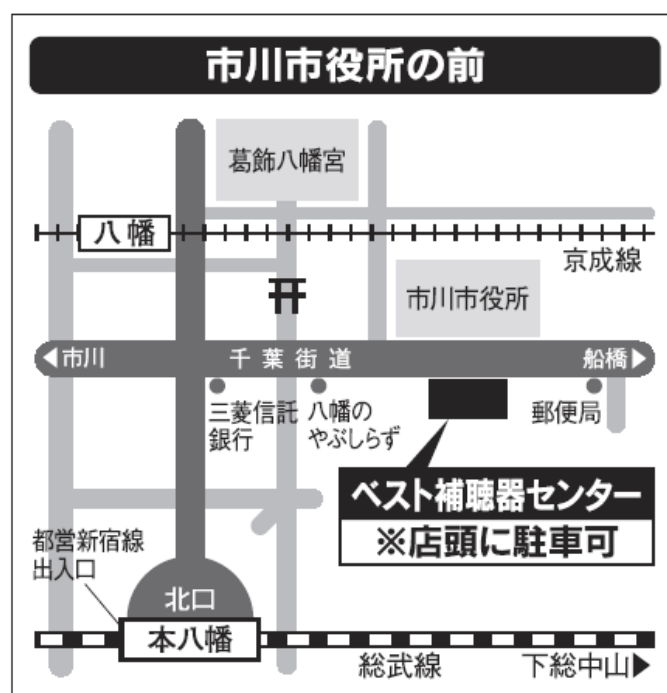 市川市役所の前
葛飾八幡宮
八幡
京成線
市川市役所
◀市川
千葉街道
船橋▶
三菱信託
銀行
八幡の
やぶしらず
郵便局
ベスト補聴器センター
※店頭に駐車可
都営新宿線
出入口
北口
本八幡
総武線
下総中山▶